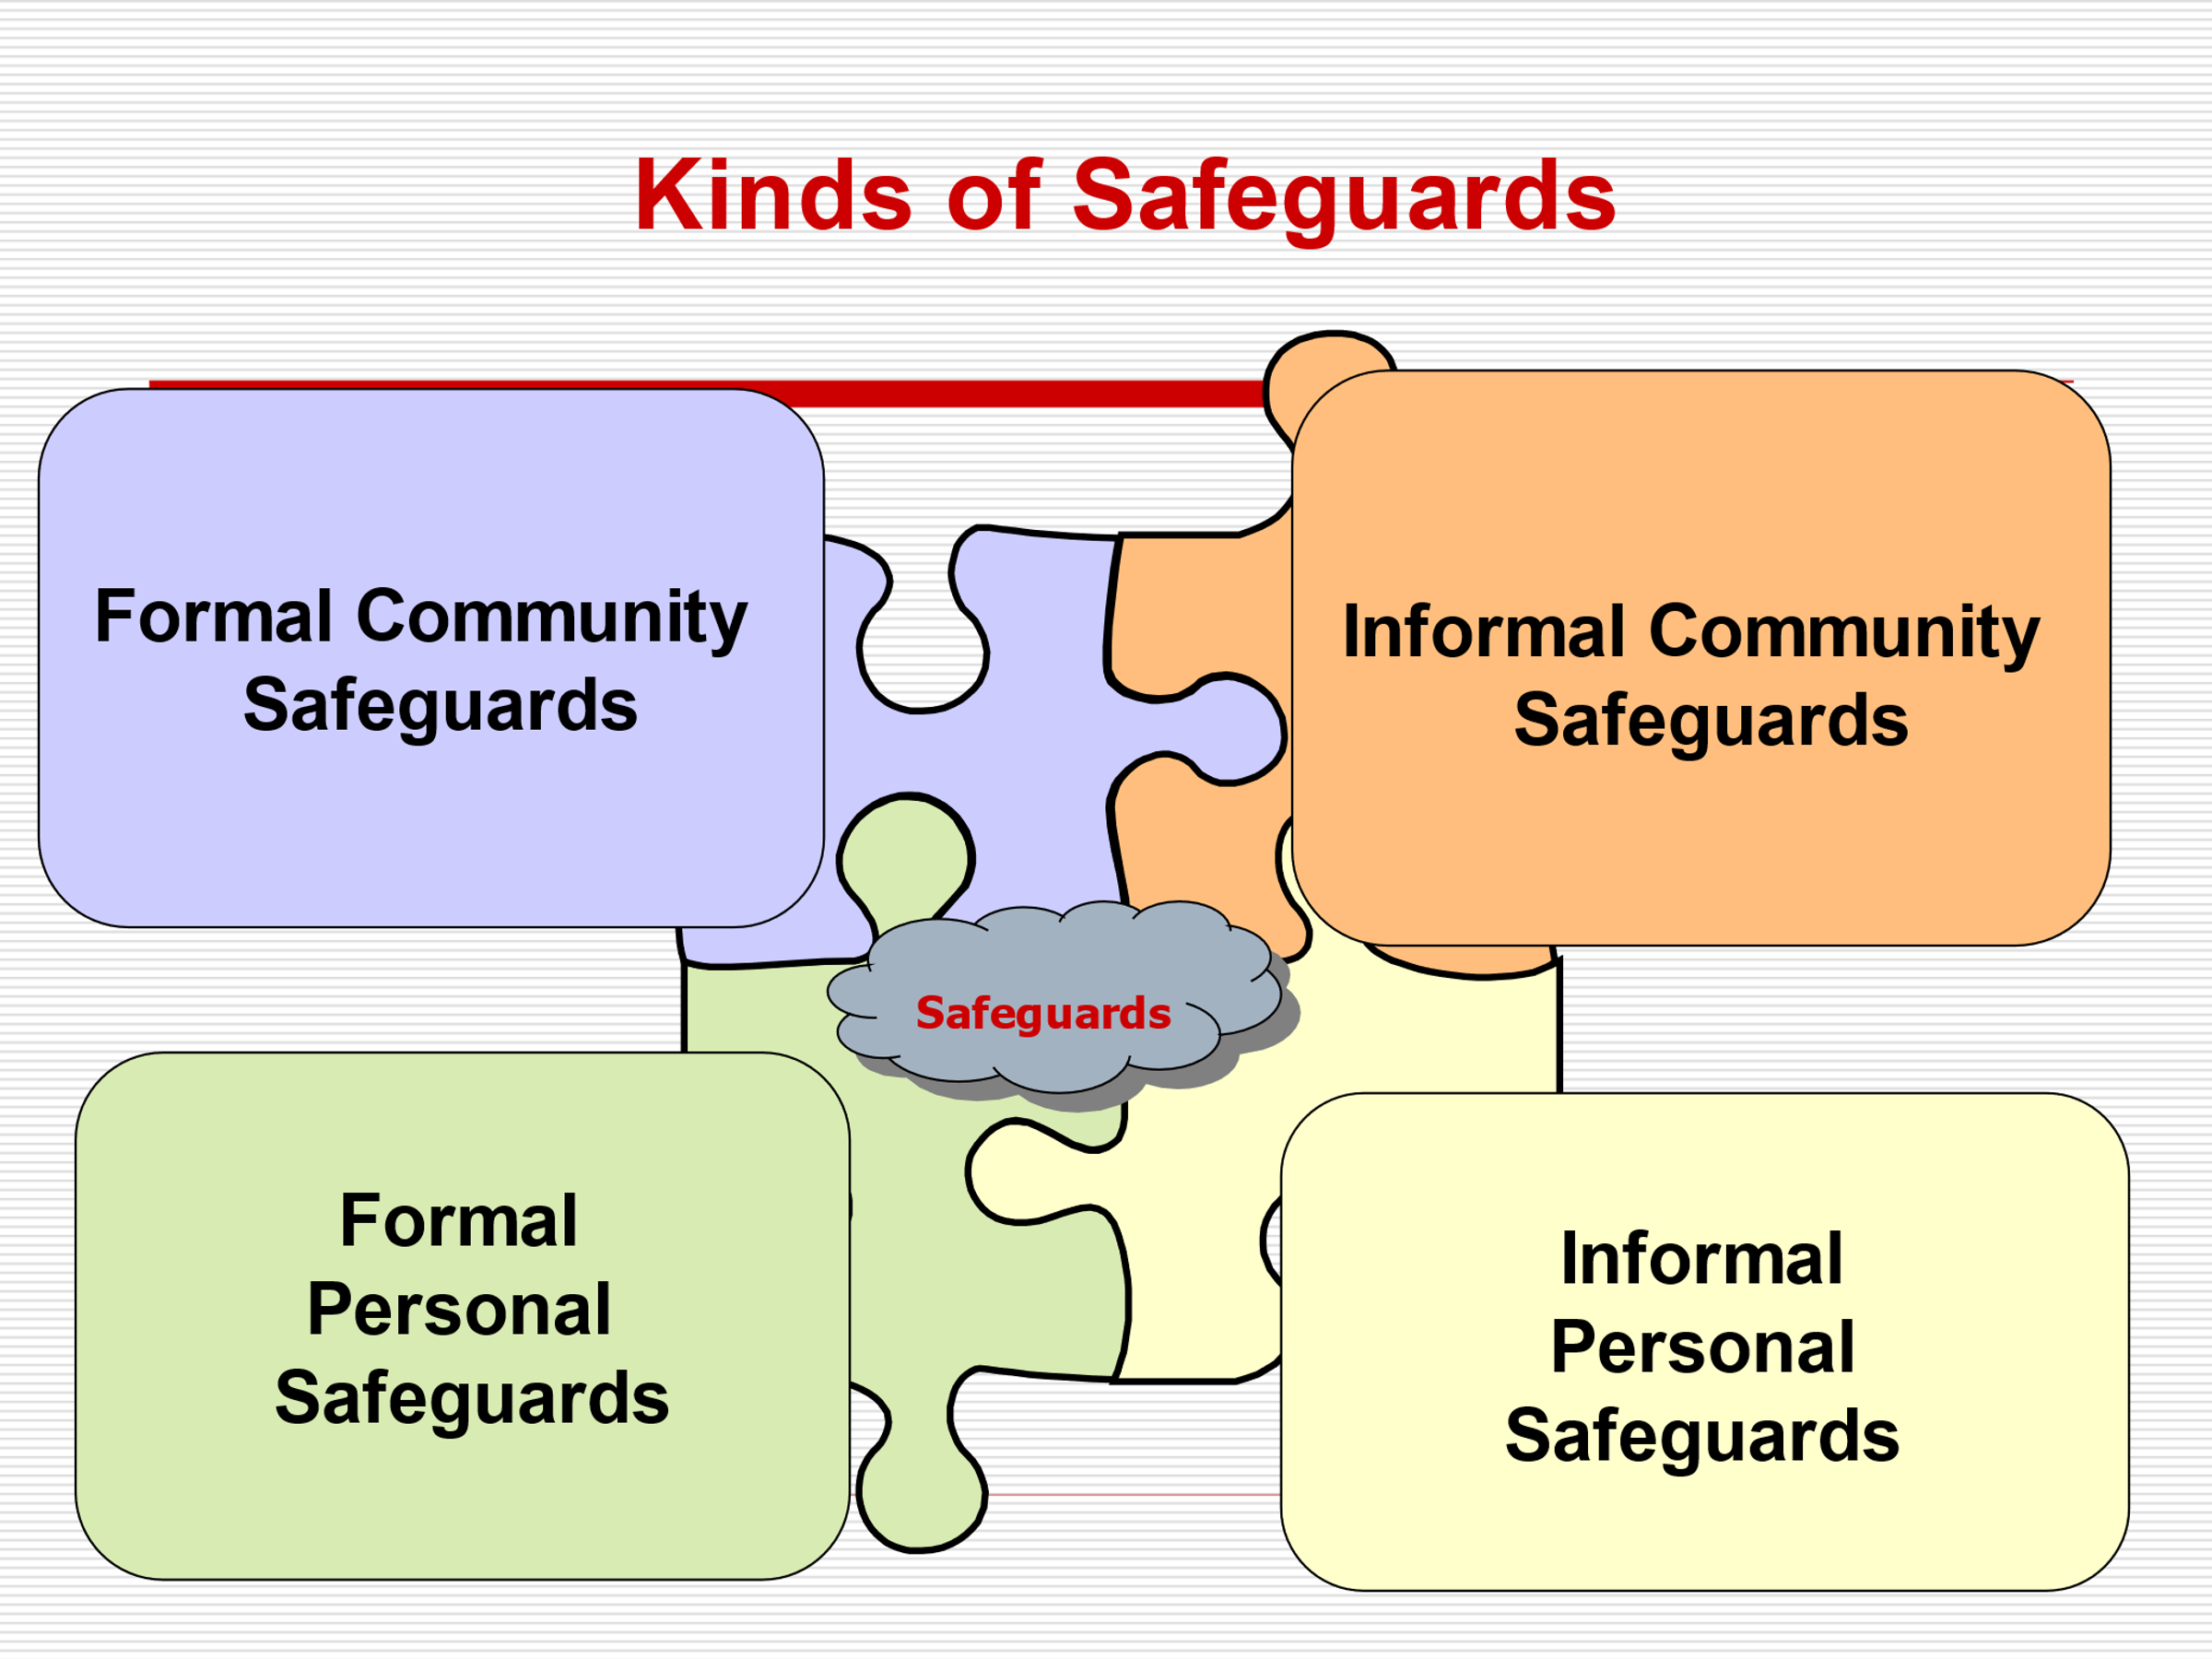 Kinds of Safeguards
Formal Community
Safeguards
Informal Community
Safeguards
Safeguards
Formal
Personal
Safeguards
Informal
Personal
Safeguards